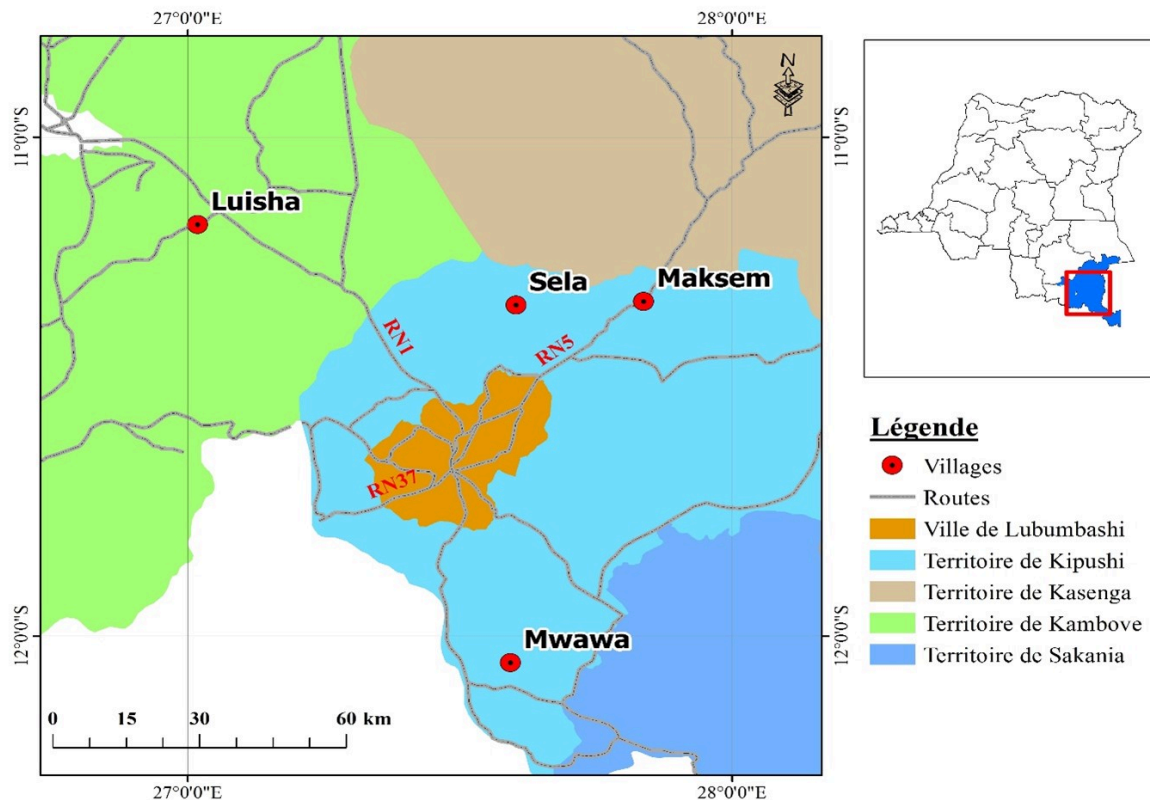 27°0'0"E
28°0'0"E
N
11°0'0"S
11°0'0"S
Luisha
Sela
Maksem
RN1
RN5
RN37
Mwawa
12°0'0"S
12°0'0"S
0 15 30 60 km
27°0'0"E
28°0'0"E
Légende
Villages
Routes
Ville de Lubumbashi
Territoire de Kipushi
Territoire de Kasenga
Territoire de Kambove
Territoire de Sakania